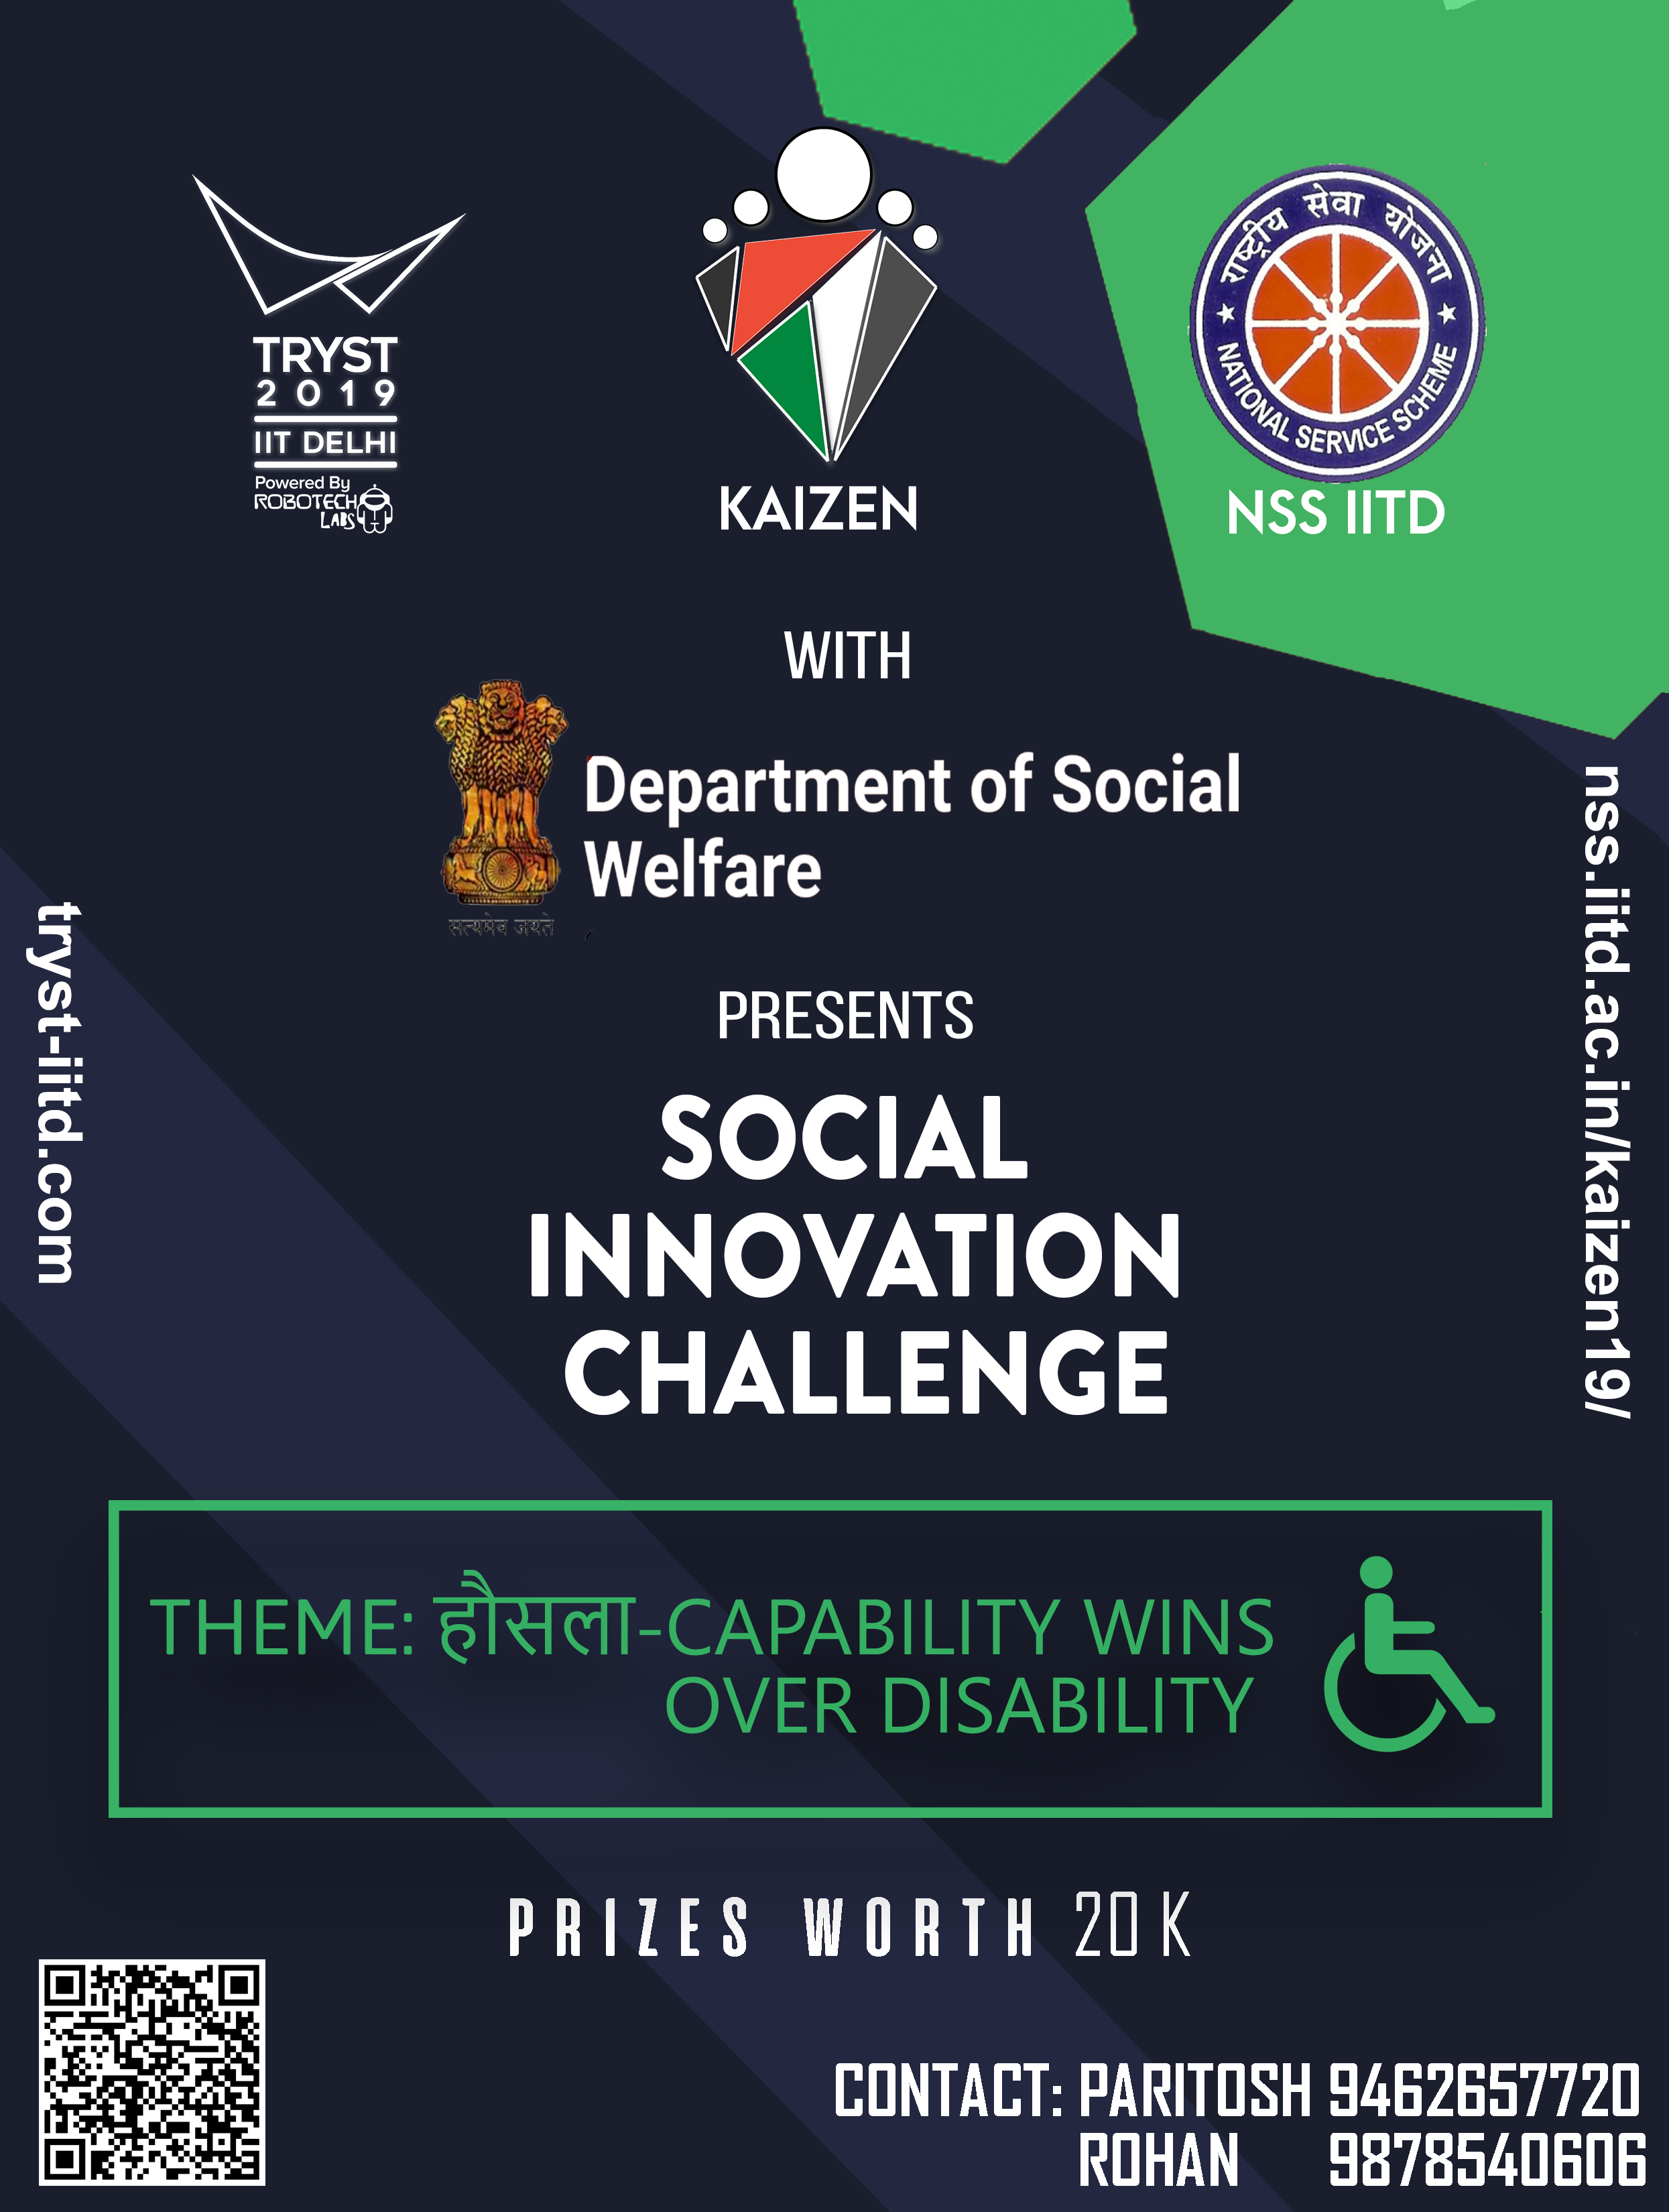 TRYST
2019
IIT DELHI
Powered By
ROBOTECH
LABS
KAIZEN
राष्ट्रीय सेवा योजना
NATIONAL SERVICE SCHEME
NSS IITD
WITH
सत्यमेव जयते
Department of Social
Welfare
tryst-iitd.com
nss.iitd.ac.in/kaizen19/
PRESENTS
SOCIAL
INNOVATION
CHALLENGE
THEME: हौसला-CAPABILITY WINS
OVER DISABILITY
PRIZES WORTH 20 K
CONTACT: PARITOSH 9462657720
ROHAN 9878540606